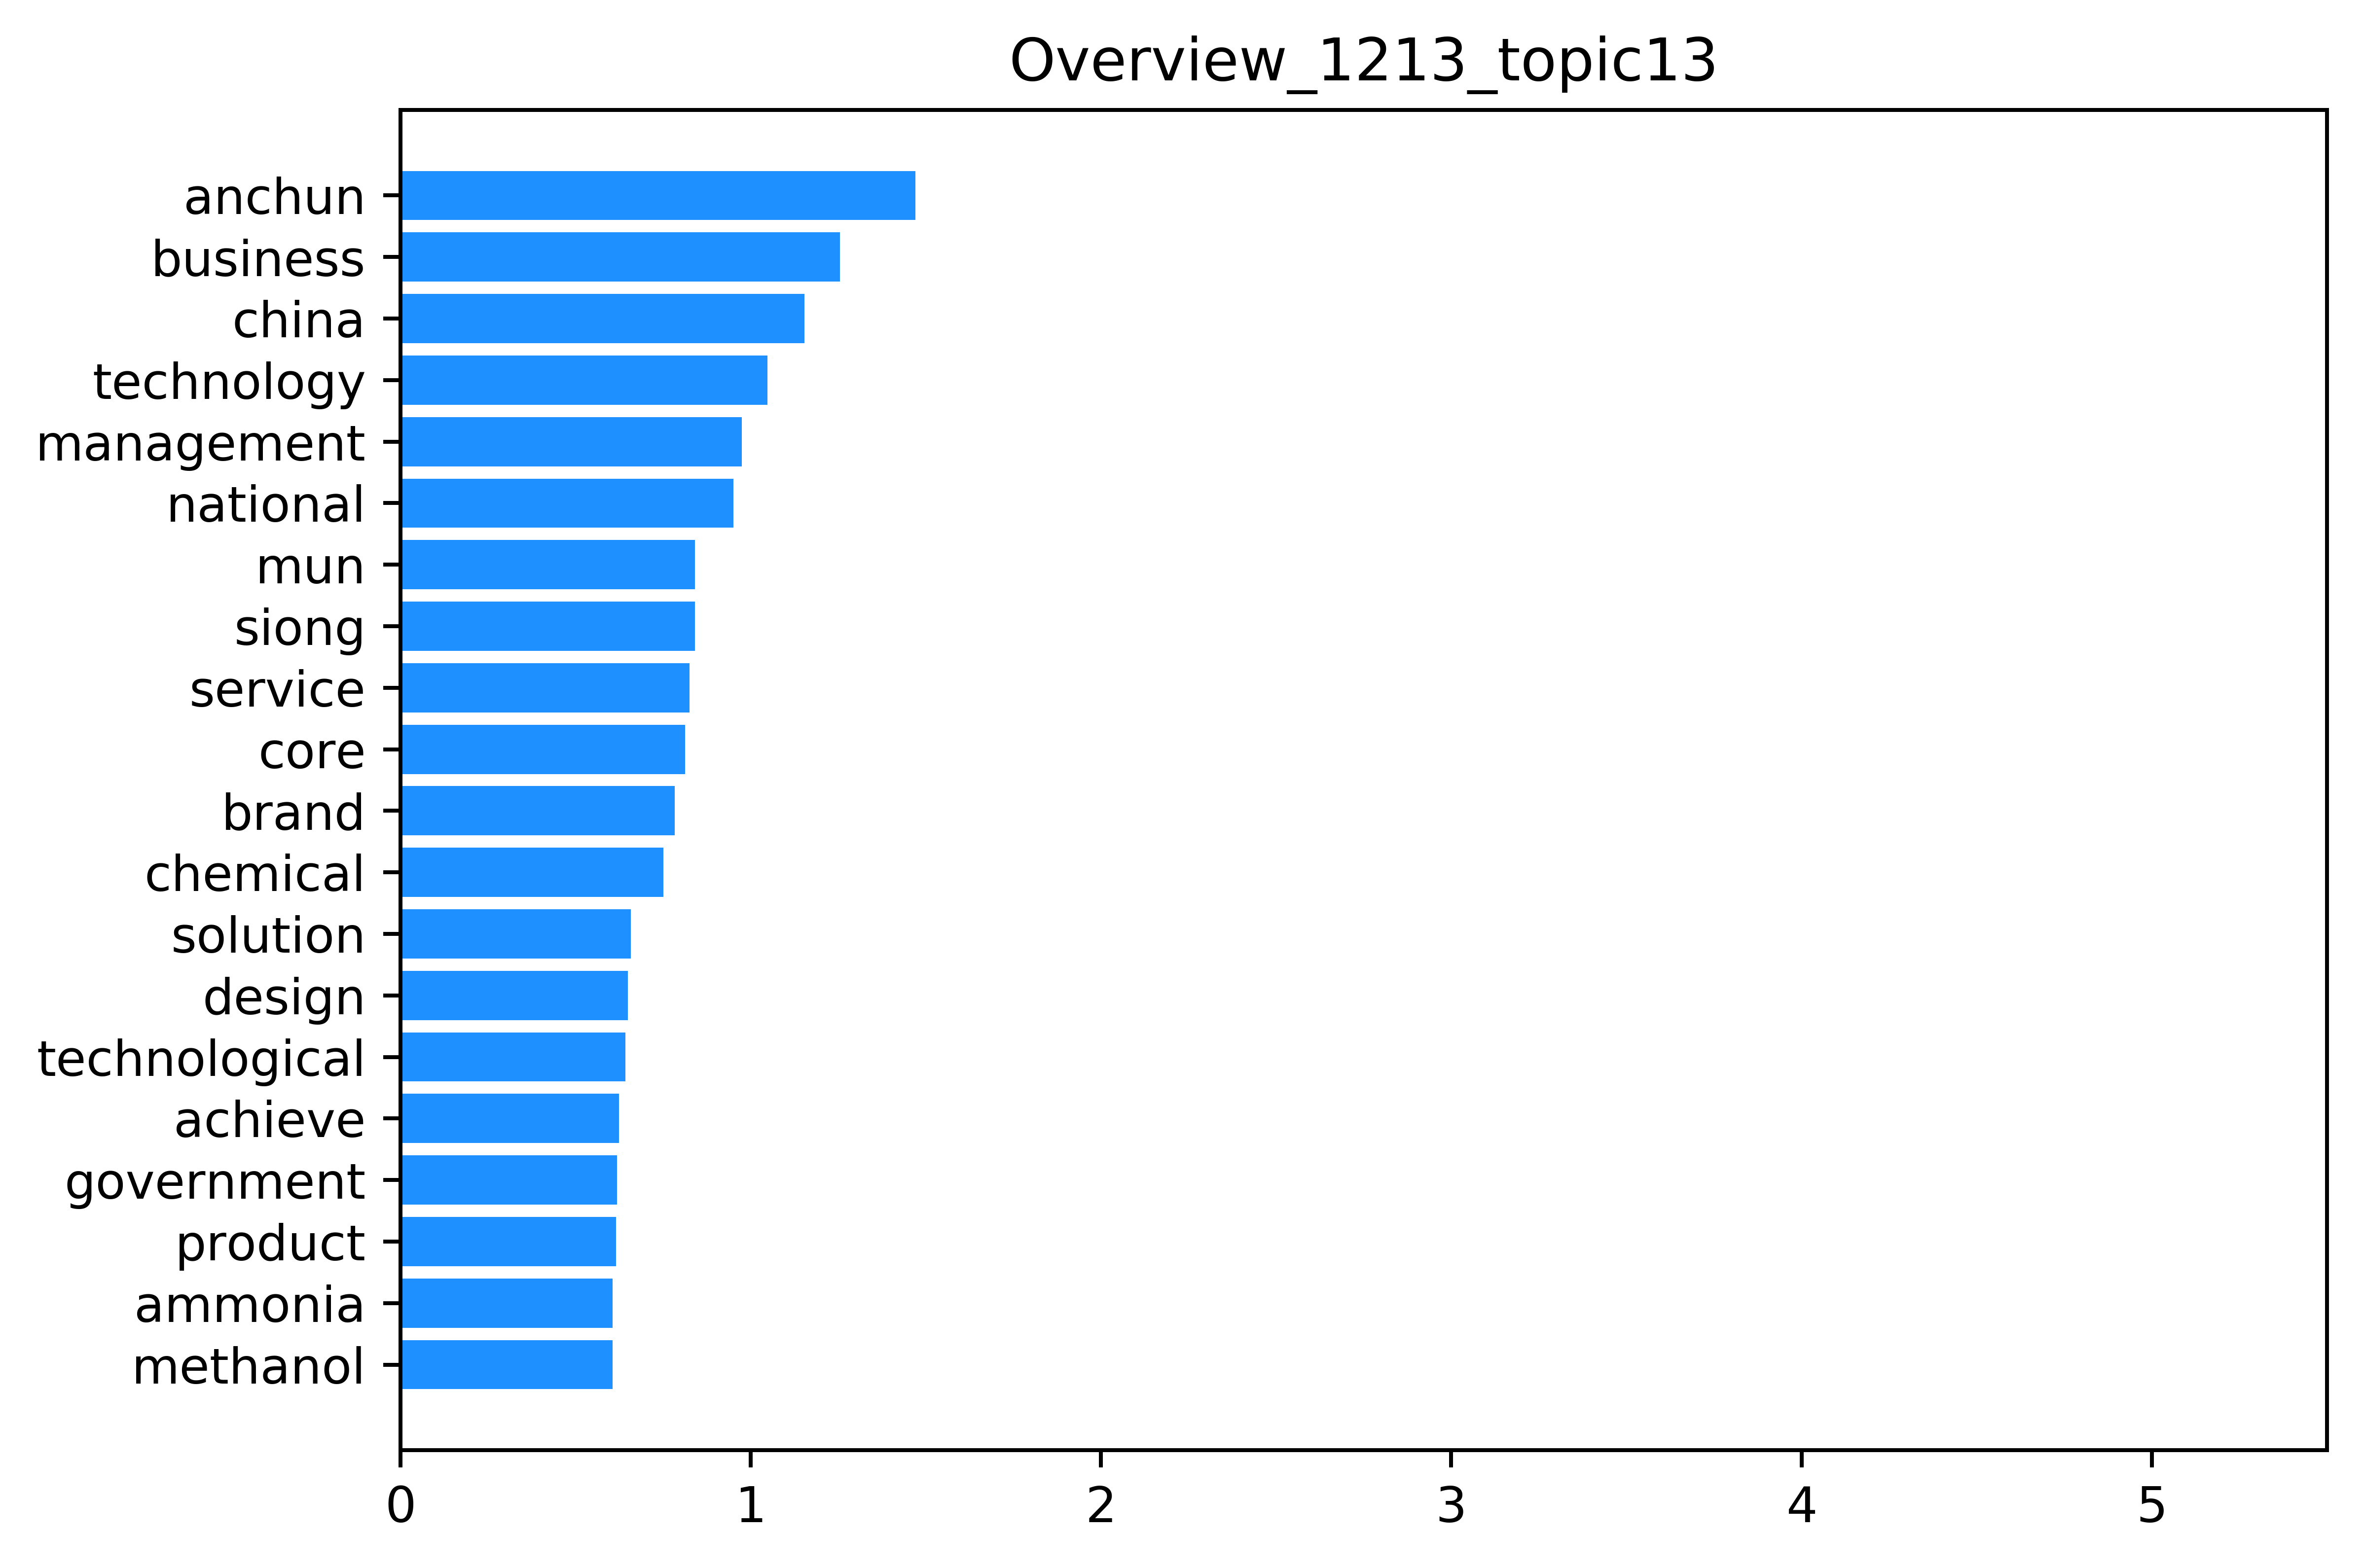 Overview_1213_topic13
anchun
business
china
technology
management
national
mun
siong
service
core
brand
chemical
solution
design
technological
achieve
government
product
ammonia
methanol
0 1 2 3 4 5